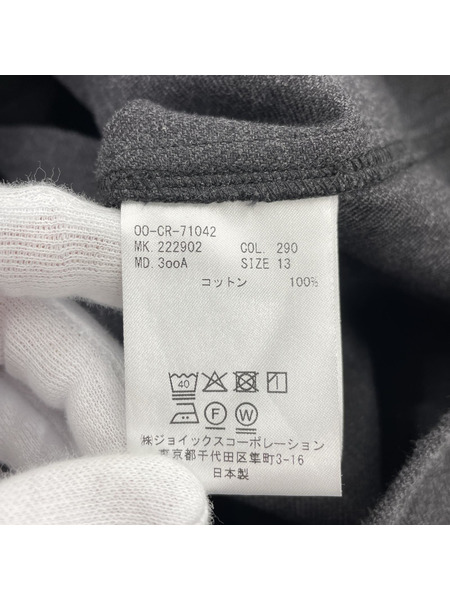 OO-CR-71042
MK. 222902 COL. 290
MD. 3ooA SIZE 13
コットン 100%
40
F W
㈱ジョイックスコーポレーション
東京都千代田区隼町3-16
日本製